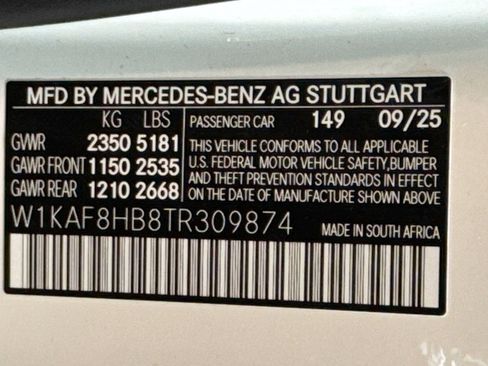 MFD BY MERCEDES-BENZ AG STUTTGART
KG LBS
GVWR 2350 5181
GAWR FRONT 1150 2535
GAWR REAR 1210 2668
PASSENGER CAR 149 09/25
THIS VEHICLE CONFORMS TO ALL APPLICABLE
U.S. FEDERAL MOTOR VEHICLE SAFETY,BUMPER
AND THEFT PREVENTION STANDARDS IN EFFECT
ON THE DATE OF MANUFACTURE SHOWN ABOVE
W1KAF8HB8TR309874
MADE IN SOUTH AFRICA